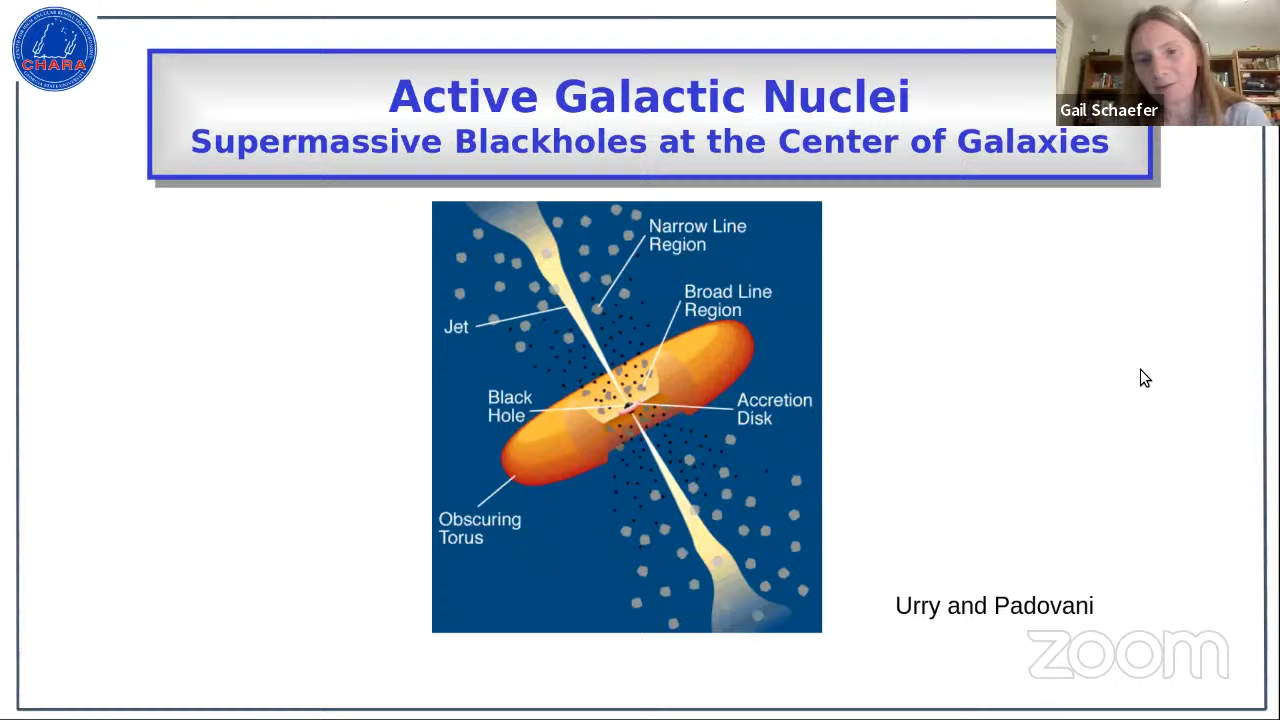 CHARA
Active Galactic Nuclei
Supermassive Blackholes at the Center of Galaxies
Gail Schaefer
Narrow Line
Region
Broad Line
Region
Jet
Black
Hole
Accretion
Disk
Obscuring
Torus
Urry and Padovani
zoom